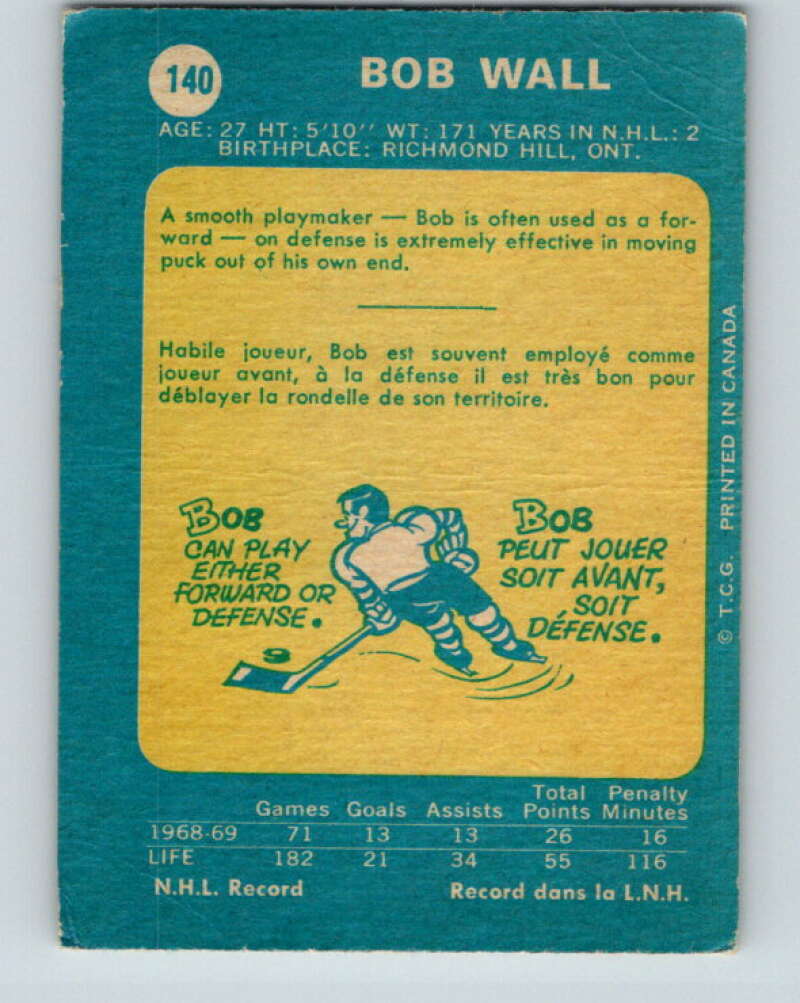 140
BOB WALL
AGE: 27 HT: 5'10'' WT: 171 YEARS IN N.H.L.: 2
BIRTHPLACE: RICHMOND HILL, ONT.
A smooth playmaker — Bob is often used as a for-
ward — on defense is extremely effective in moving
puck out of his own end.
Habile joueur, Bob est souvent employé comme
joueur avant, à la défense il est très bon pour
déblayer la rondelle de son territoire.
BOB
CAN PLAY
EITHER
FORWARD OR
DEFENSE.
BOB
PEUT JOUER
SOIT AVANT,
SOIT
DÉFENSE.
9
© T.C.G. PRINTED IN CANADA
Games Goals Assists Total Points Penalty Minutes
1968-69 71 13 13 26 16
LIFE 182 21 34 55 116
N.H.L. Record Record dans la L.N.H.